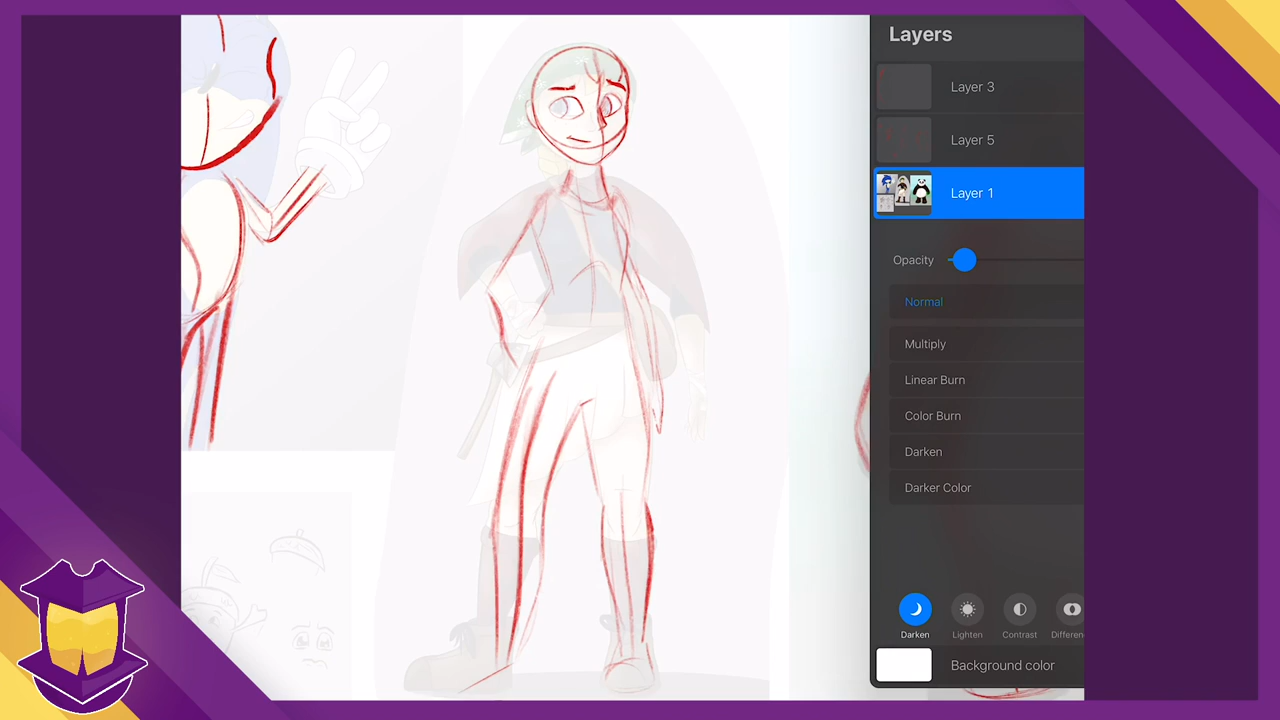 Layers
Layer 3
Layer 5
Layer 1
Opacity
Normal
Multiply
Linear Burn
Color Burn
Darken
Darker Color
Darken
Lighten
Contrast
Differen
Background color